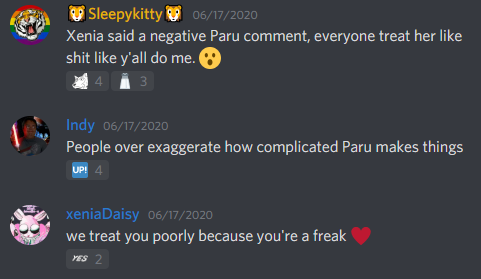 🐯Sleepykitty🐯 06/17/2020
Xenia said a negative Paru comment, everyone treat her like
shit like y'all do me. 😮
4 3
Indy 06/17/2020
People over exaggerate how complicated Paru makes things
UP! 4
xeniaDaisy 06/17/2020
we treat you poorly because you're a freak ♥
YES 2